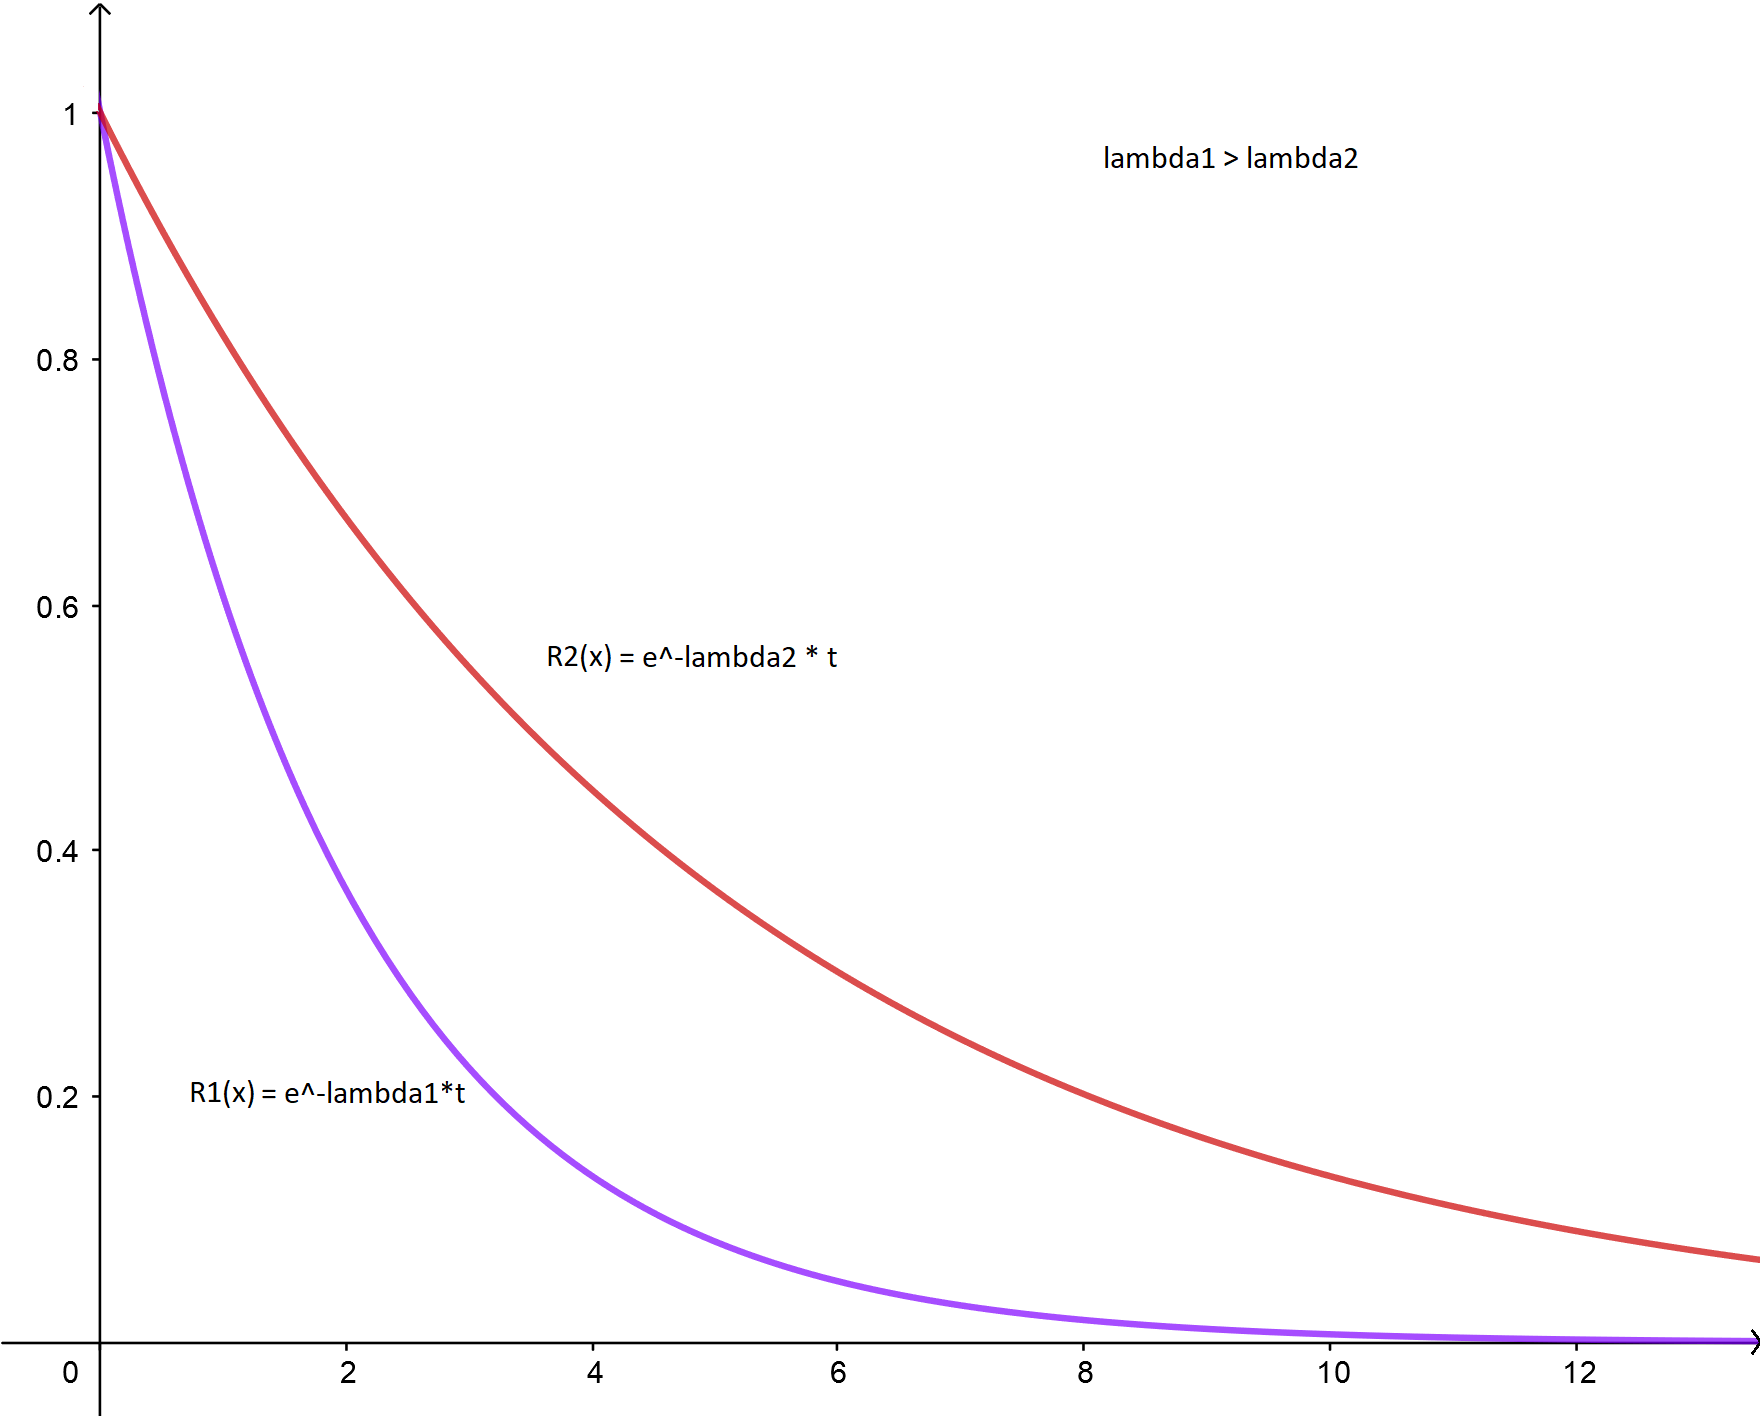 1
lambda1 > lambda2
0.8
0.6
R2(x) = e^-lambda2 * t
0.4
R1(x) = e^-lambda1*t
0.2
0 2 4 6 8 10 12